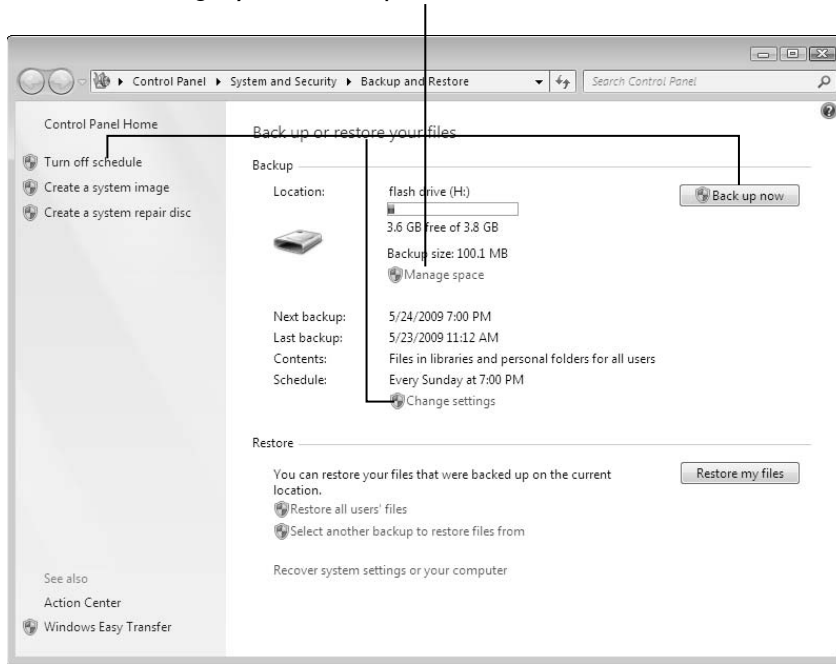 Control Panel ▸ System and Security ▸ Backup and Restore
Search Control Panel
Control Panel Home
Turn off schedule
Create a system image
Create a system repair disc
Back up or restore your files
Backup
Location: flash drive (H:)
Back up now
3.6 GB free of 3.8 GB
Backup size: 100.1 MB
Manage space
Next backup: 5/24/2009 7:00 PM
Last backup: 5/23/2009 11:12 AM
Contents: Files in libraries and personal folders for all users
Schedule: Every Sunday at 7:00 PM
Change settings
Restore
You can restore your files that were backed up on the current
location.
Restore my files
Restore all users' files
Select another backup to restore files from
Recover system settings or your computer
See also
Action Center
Windows Easy Transfer